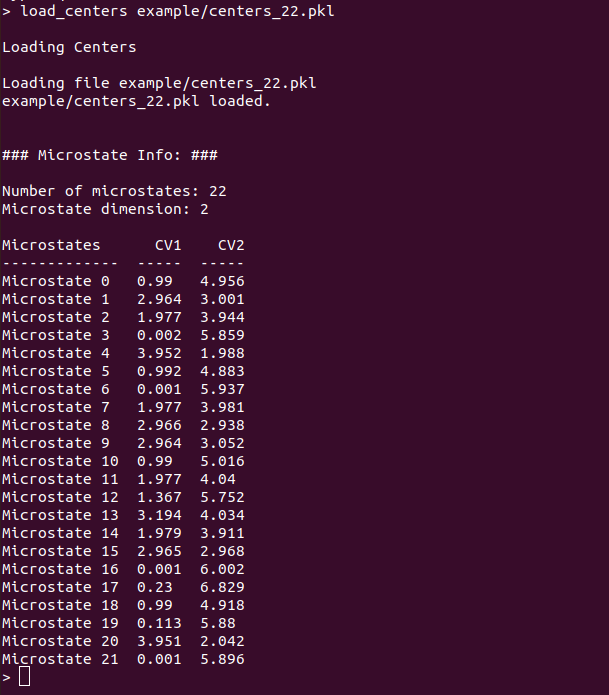 > load_centers example/centers_22.pkl
Loading Centers
Loading file example/centers_22.pkl
example/centers_22.pkl loaded.
### Microstate Info: ###
Number of microstates: 22
Microstate dimension: 2
Microstates      CV1    CV2
-------------  -----  -----
Microstate 0   0.99   4.956
Microstate 1   2.964  3.001
Microstate 2   1.977  3.944
Microstate 3   0.002  5.859
Microstate 4   3.952  1.988
Microstate 5   0.992  4.883
Microstate 6   0.001  5.937
Microstate 7   1.977  3.981
Microstate 8   2.966  2.938
Microstate 9   2.964  3.052
Microstate 10  0.99   5.016
Microstate 11  1.977  4.04
Microstate 12  1.367  5.752
Microstate 13  3.194  4.034
Microstate 14  1.979  3.911
Microstate 15  2.965  2.968
Microstate 16  0.001  6.002
Microstate 17  0.23   6.829
Microstate 18  0.99   4.918
Microstate 19  0.113  5.88
Microstate 20  3.951  2.042
Microstate 21  0.001  5.896
>